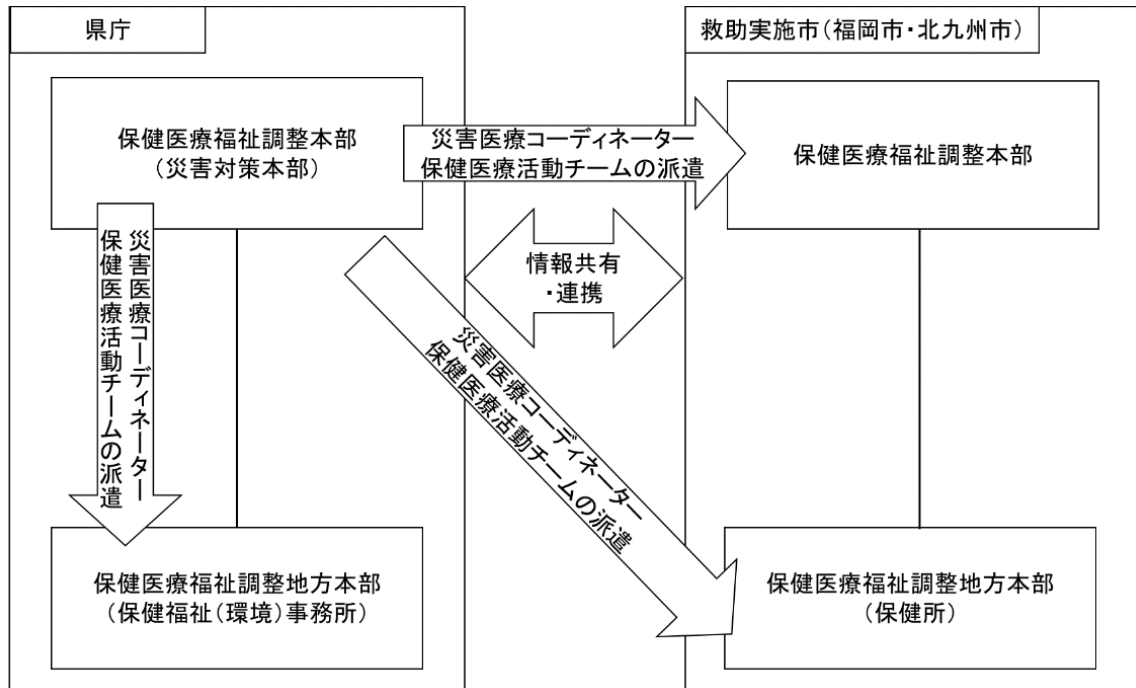 県庁
救助実施市(福岡市・北九州市)
保健医療福祉調整本部
(災害対策本部)
災害医療コーディネーター
保健医療活動チームの派遣
保健医療福祉調整本部
災害医療コーディネーター
保健医療活動チームの派遣
情報共有
・連携
災害医療コーディネーター
保健医療活動チームの派遣
保健医療福祉調整地方本部
(保健福祉(環境)事務所)
保健医療福祉調整地方本部
(保健所)